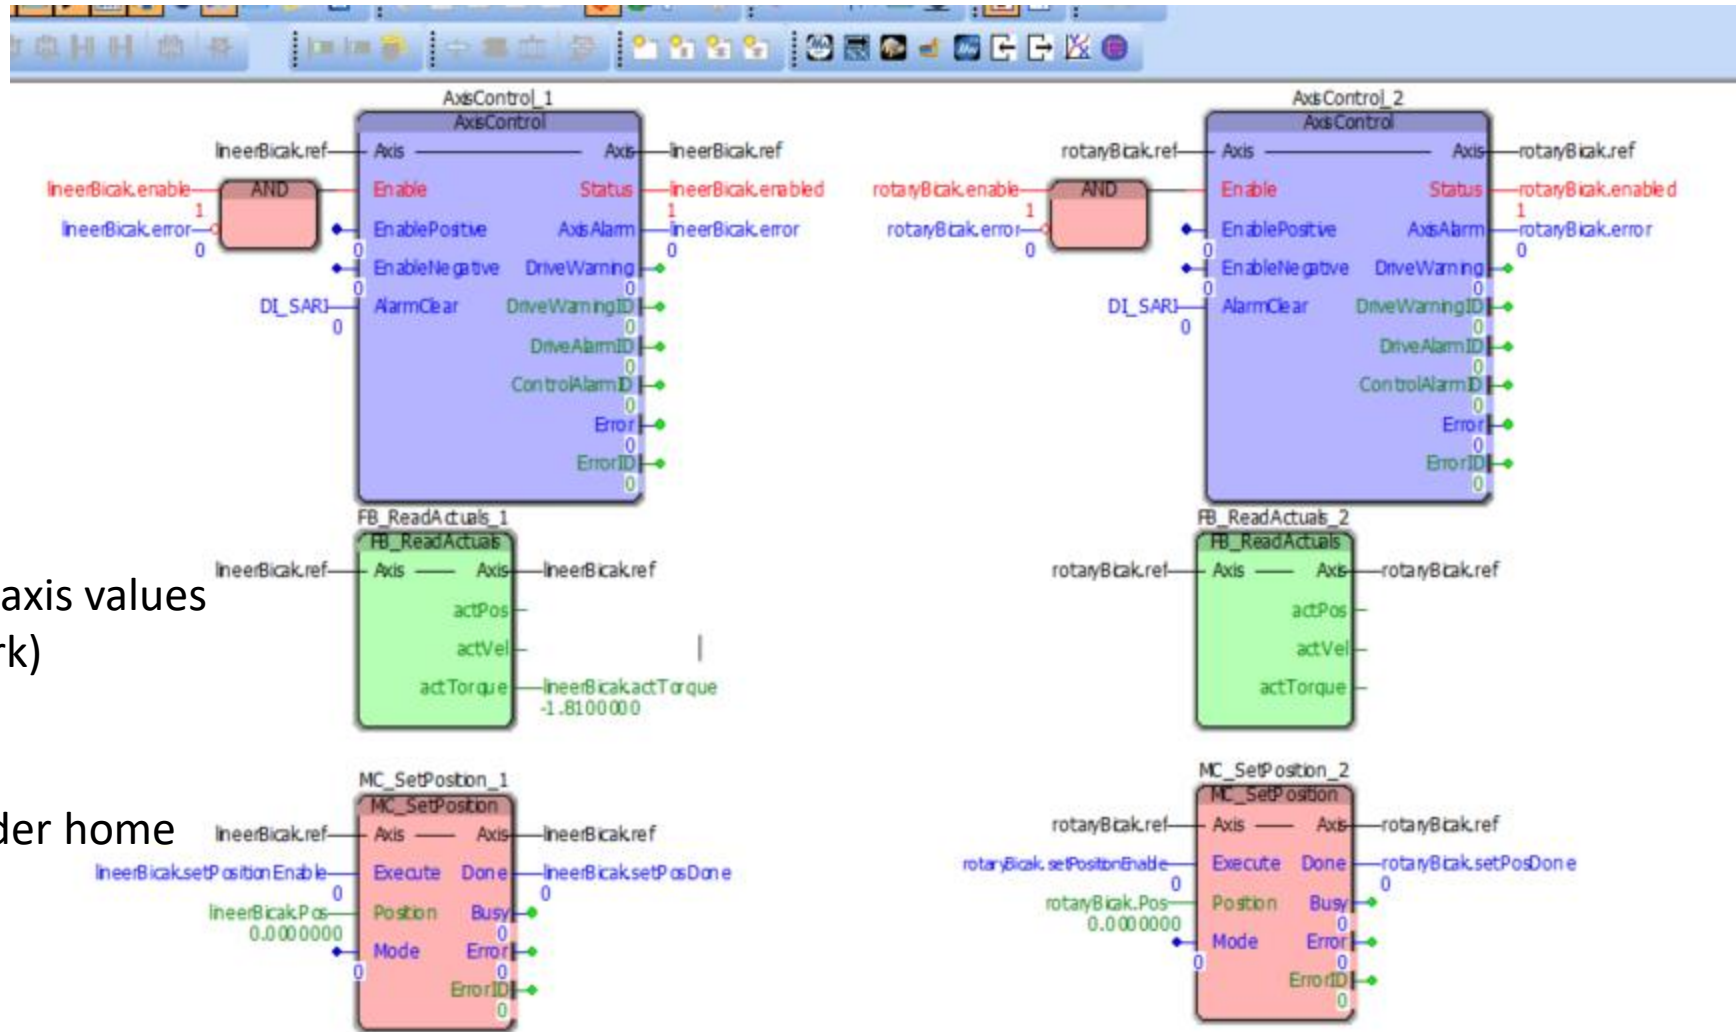 AxisControl_1
AxisControl
lineerBicak.ref
Axis
Axis
lineerBicak.ref
lineerBicak.enable
AND
Enable
Status
lineerBicak.enabled
1
1
lineerBicak.error
EnablePositive
AxisAlarm
lineerBicak.error
0
0
0
EnableNegative
DriveWarning
0
0
DI_SARI
AlarmClear
DriveWarningID
0
0
DriveAlarmID
0
ControlAlarmID
0
Error
0
ErrorID
0
AxisControl_2
AxisControl
rotaryBicak.ref
Axis
Axis
rotaryBicak.ref
rotaryBicak.enable
AND
Enable
Status
rotaryBicak.enabled
1
1
rotaryBicak.error
EnablePositive
AxisAlarm
rotaryBicak.error
0
0
0
EnableNegative
DriveWarning
0
0
DI_SARI
AlarmClear
DriveWarningID
0
0
DriveAlarmID
0
ControlAlarmID
0
Error
0
ErrorID
0
axis values
rk)
FB_ReadActuals_1
FB_ReadActuals
lineerBicak.ref
Axis
Axis
lineerBicak.ref
actPos
actVel
actTorque
lineerBicak.actTorque
-1.8100000
FB_ReadActuals_2
FB_ReadActuals
rotaryBicak.ref
Axis
Axis
rotaryBicak.ref
actPos
actVel
actTorque
der home
MC_SetPosition_1
MC_SetPosition
lineerBicak.ref
Axis
Axis
lineerBicak.ref
lineerBicak.setPositionEnable
Execute
Done
lineerBicak.setPosDone
0
0
lineerBicak.Pos
Position
Busy
0.0000000
0
Mode
Error
0
0
ErrorID
0
MC_SetPosition_2
MC_SetPosition
rotaryBicak.ref
Axis
Axis
rotaryBicak.ref
rotaryBicak.setPositionEnable
Execute
Done
rotaryBicak.setPosDone
0
0
rotaryBicak.Pos
Position
Busy
0.0000000
0
Mode
Error
0
0
ErrorID
0